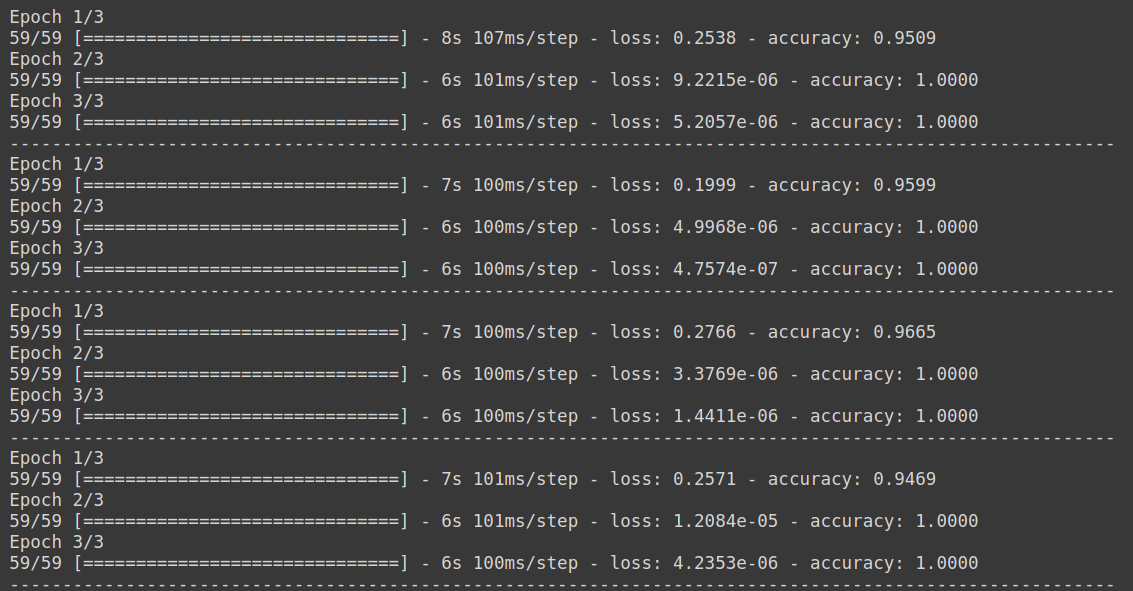 Epoch 1/3
59/59 [==============================] - 8s 107ms/step - loss: 0.2538 - accuracy: 0.9509
Epoch 2/3
59/59 [==============================] - 6s 101ms/step - loss: 9.2215e-06 - accuracy: 1.0000
Epoch 3/3
59/59 [==============================] - 6s 101ms/step - loss: 5.2057e-06 - accuracy: 1.0000
---------------------------------------------------------------------------------------------------------
Epoch 1/3
59/59 [==============================] - 7s 100ms/step - loss: 0.1999 - accuracy: 0.9599
Epoch 2/3
59/59 [==============================] - 6s 100ms/step - loss: 4.9968e-06 - accuracy: 1.0000
Epoch 3/3
59/59 [==============================] - 6s 100ms/step - loss: 4.7574e-07 - accuracy: 1.0000
---------------------------------------------------------------------------------------------------------
Epoch 1/3
59/59 [==============================] - 7s 100ms/step - loss: 0.2766 - accuracy: 0.9665
Epoch 2/3
59/59 [==============================] - 6s 100ms/step - loss: 3.3769e-06 - accuracy: 1.0000
Epoch 3/3
59/59 [==============================] - 6s 100ms/step - loss: 1.4411e-06 - accuracy: 1.0000
---------------------------------------------------------------------------------------------------------
Epoch 1/3
59/59 [==============================] - 7s 101ms/step - loss: 0.2571 - accuracy: 0.9469
Epoch 2/3
59/59 [==============================] - 6s 101ms/step - loss: 1.2084e-05 - accuracy: 1.0000
Epoch 3/3
59/59 [==============================] - 6s 100ms/step - loss: 4.2353e-06 - accuracy: 1.0000
---------------------------------------------------------------------------------------------------------